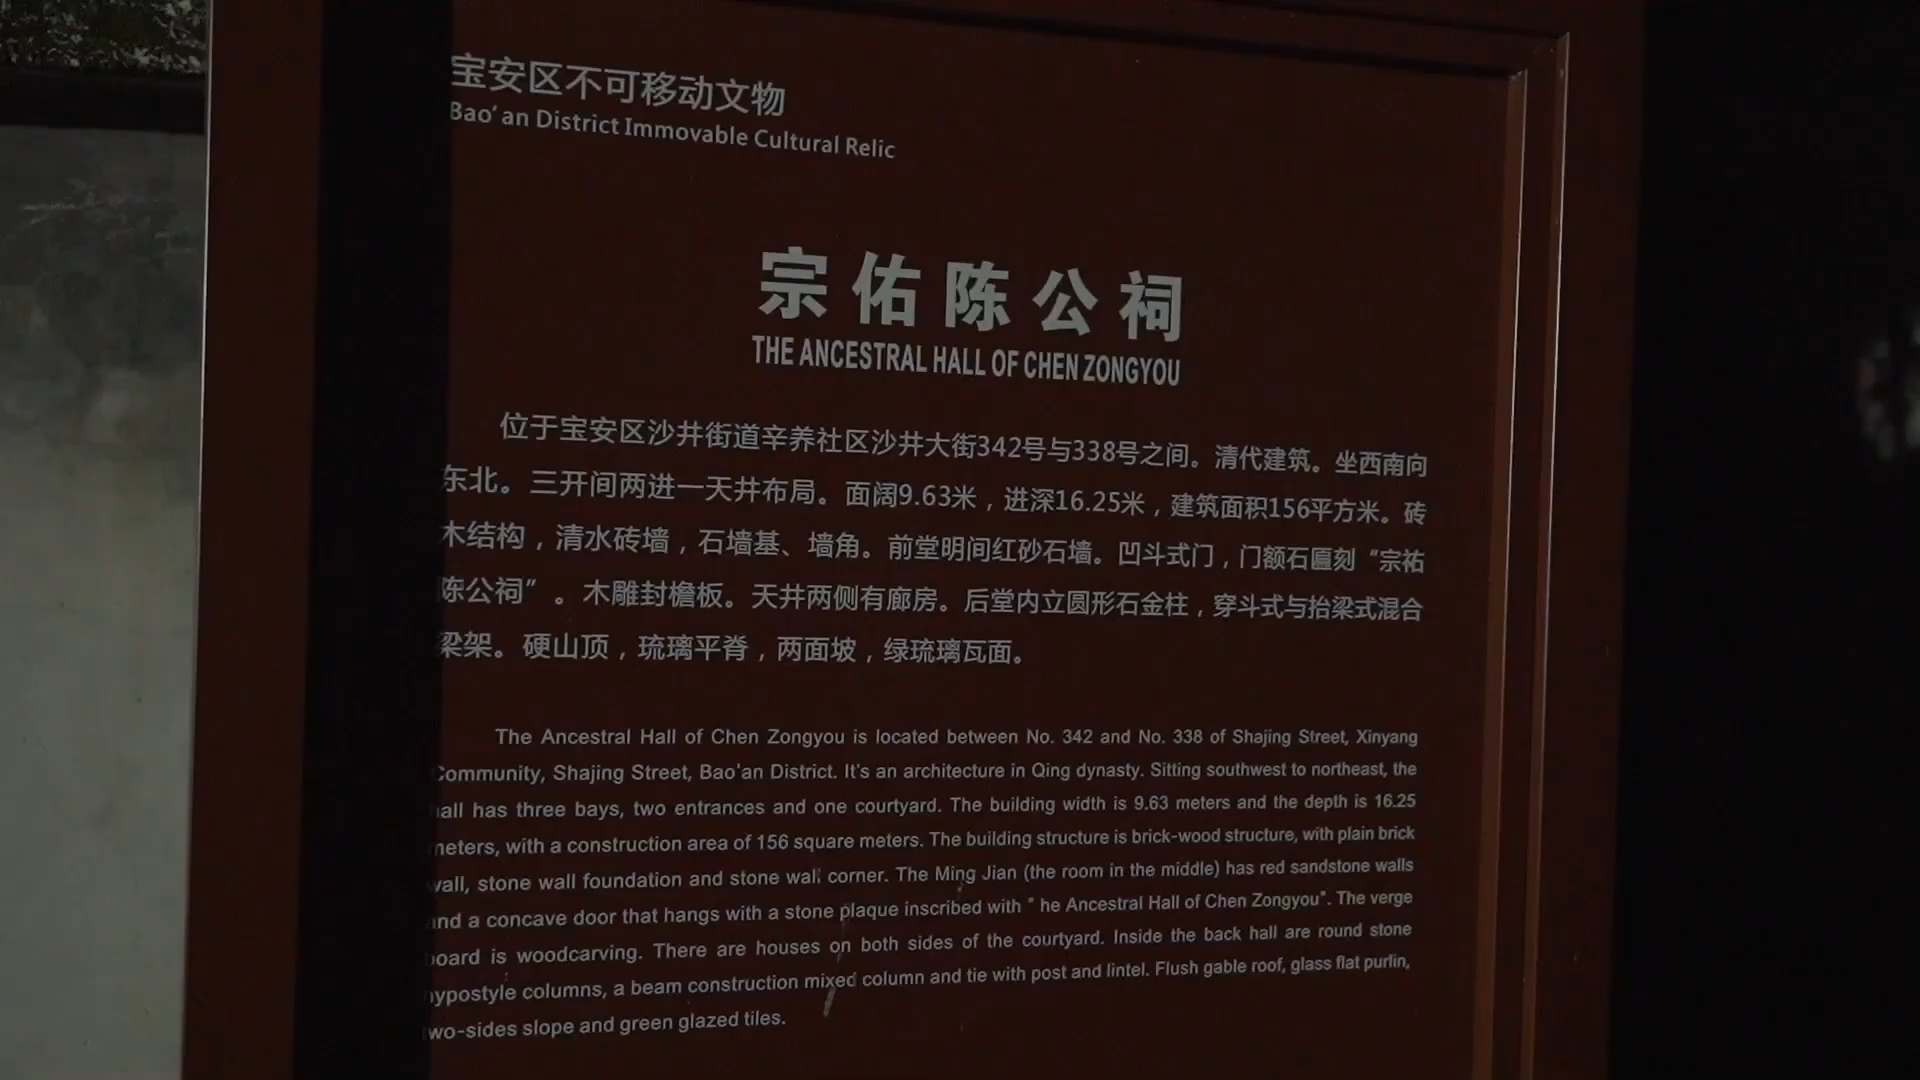 宝安区不可移动文物
Bao'an District Immovable Cultural Relic
宗佑陈公祠
THE ANCESTRAL HALL OF CHEN ZONGYOU
位于宝安区沙井街道辛养社区沙井大街342号与338号之间。清代建筑。坐西南向
东北。三开间两进一天井布局。面阔9.63米，进深16.25米，建筑面积156平方米。砖
木结构，清水砖墙，石墙基、墙角。前堂明间红砂石墙。凹斗式门，门额石匾刻“宗祐
陈公祠”。木雕封檐板。天井两侧有廊房。后堂内立圆形石金柱，穿斗式与抬梁式混合
梁架。硬山顶，琉璃平脊，两面坡，绿琉璃瓦面。
The Ancestral Hall of Chen Zongyou is located between No. 342 and No. 338 of Shajing Street, Xinyang
Community, Shajing Street, Bao'an District. It's an architecture in Qing dynasty. Sitting southwest to northeast, the
hall has three bays, two entrances and one courtyard. The building width is 9.63 meters and the depth is 16.25
meters, with a construction area of 156 square meters. The building structure is brick-wood structure, with plain brick
wall, stone wall foundation and stone wall corner. The Ming Jian (the room in the middle) has red sandstone walls
and a concave door that hangs with a stone plaque inscribed with " he Ancestral Hall of Chen Zongyou". The verge
board is woodcarving. There are houses on both sides of the courtyard. Inside the back hall are round stone
hypostyle columns, a beam construction mixed column and tie with post and lintel. Flush gable roof, glass flat purlin,
two-sides slope and green glazed tiles.